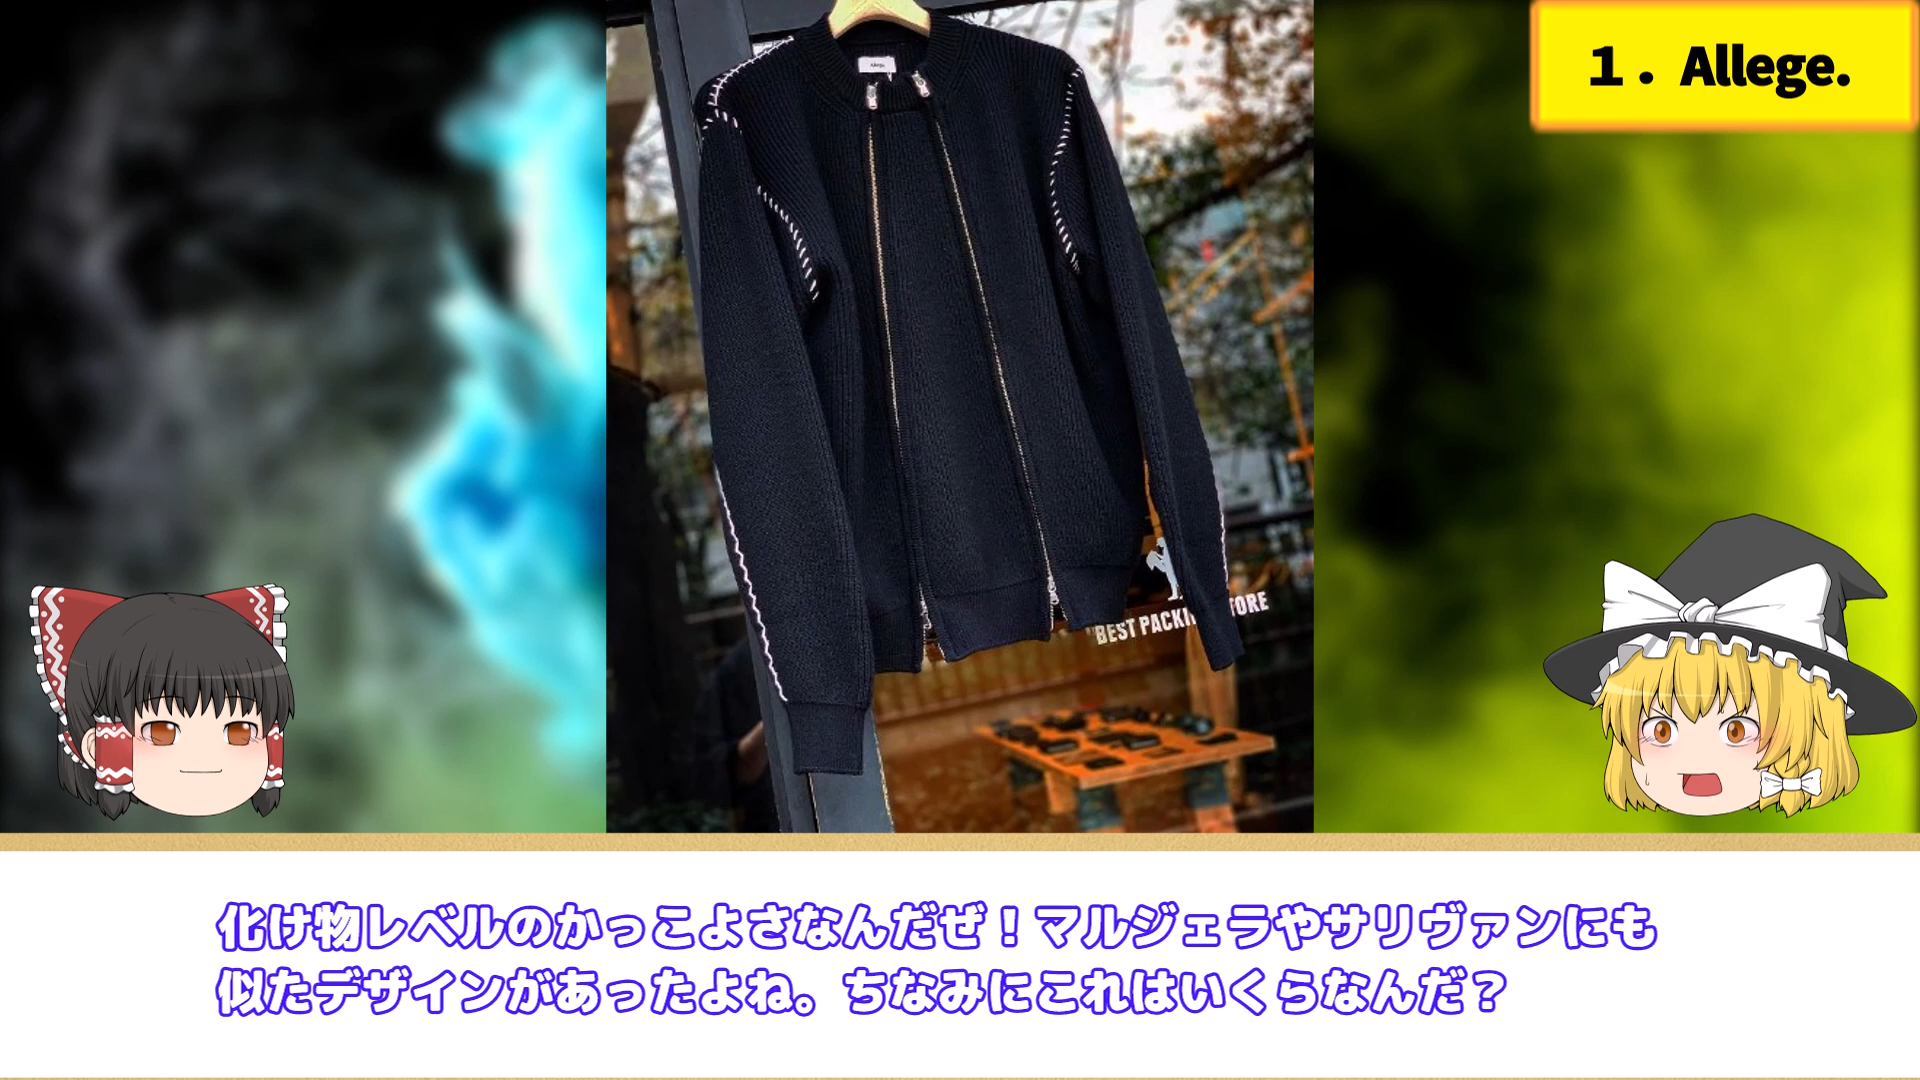 １．Allege.
Allege.
"BEST PACKI
TORE
化け物レベルのかっこよさなんだぜ！マルジェラやサリヴァンにも
似たデザインがあったよね。ちなみにこれはいくらなんだ？